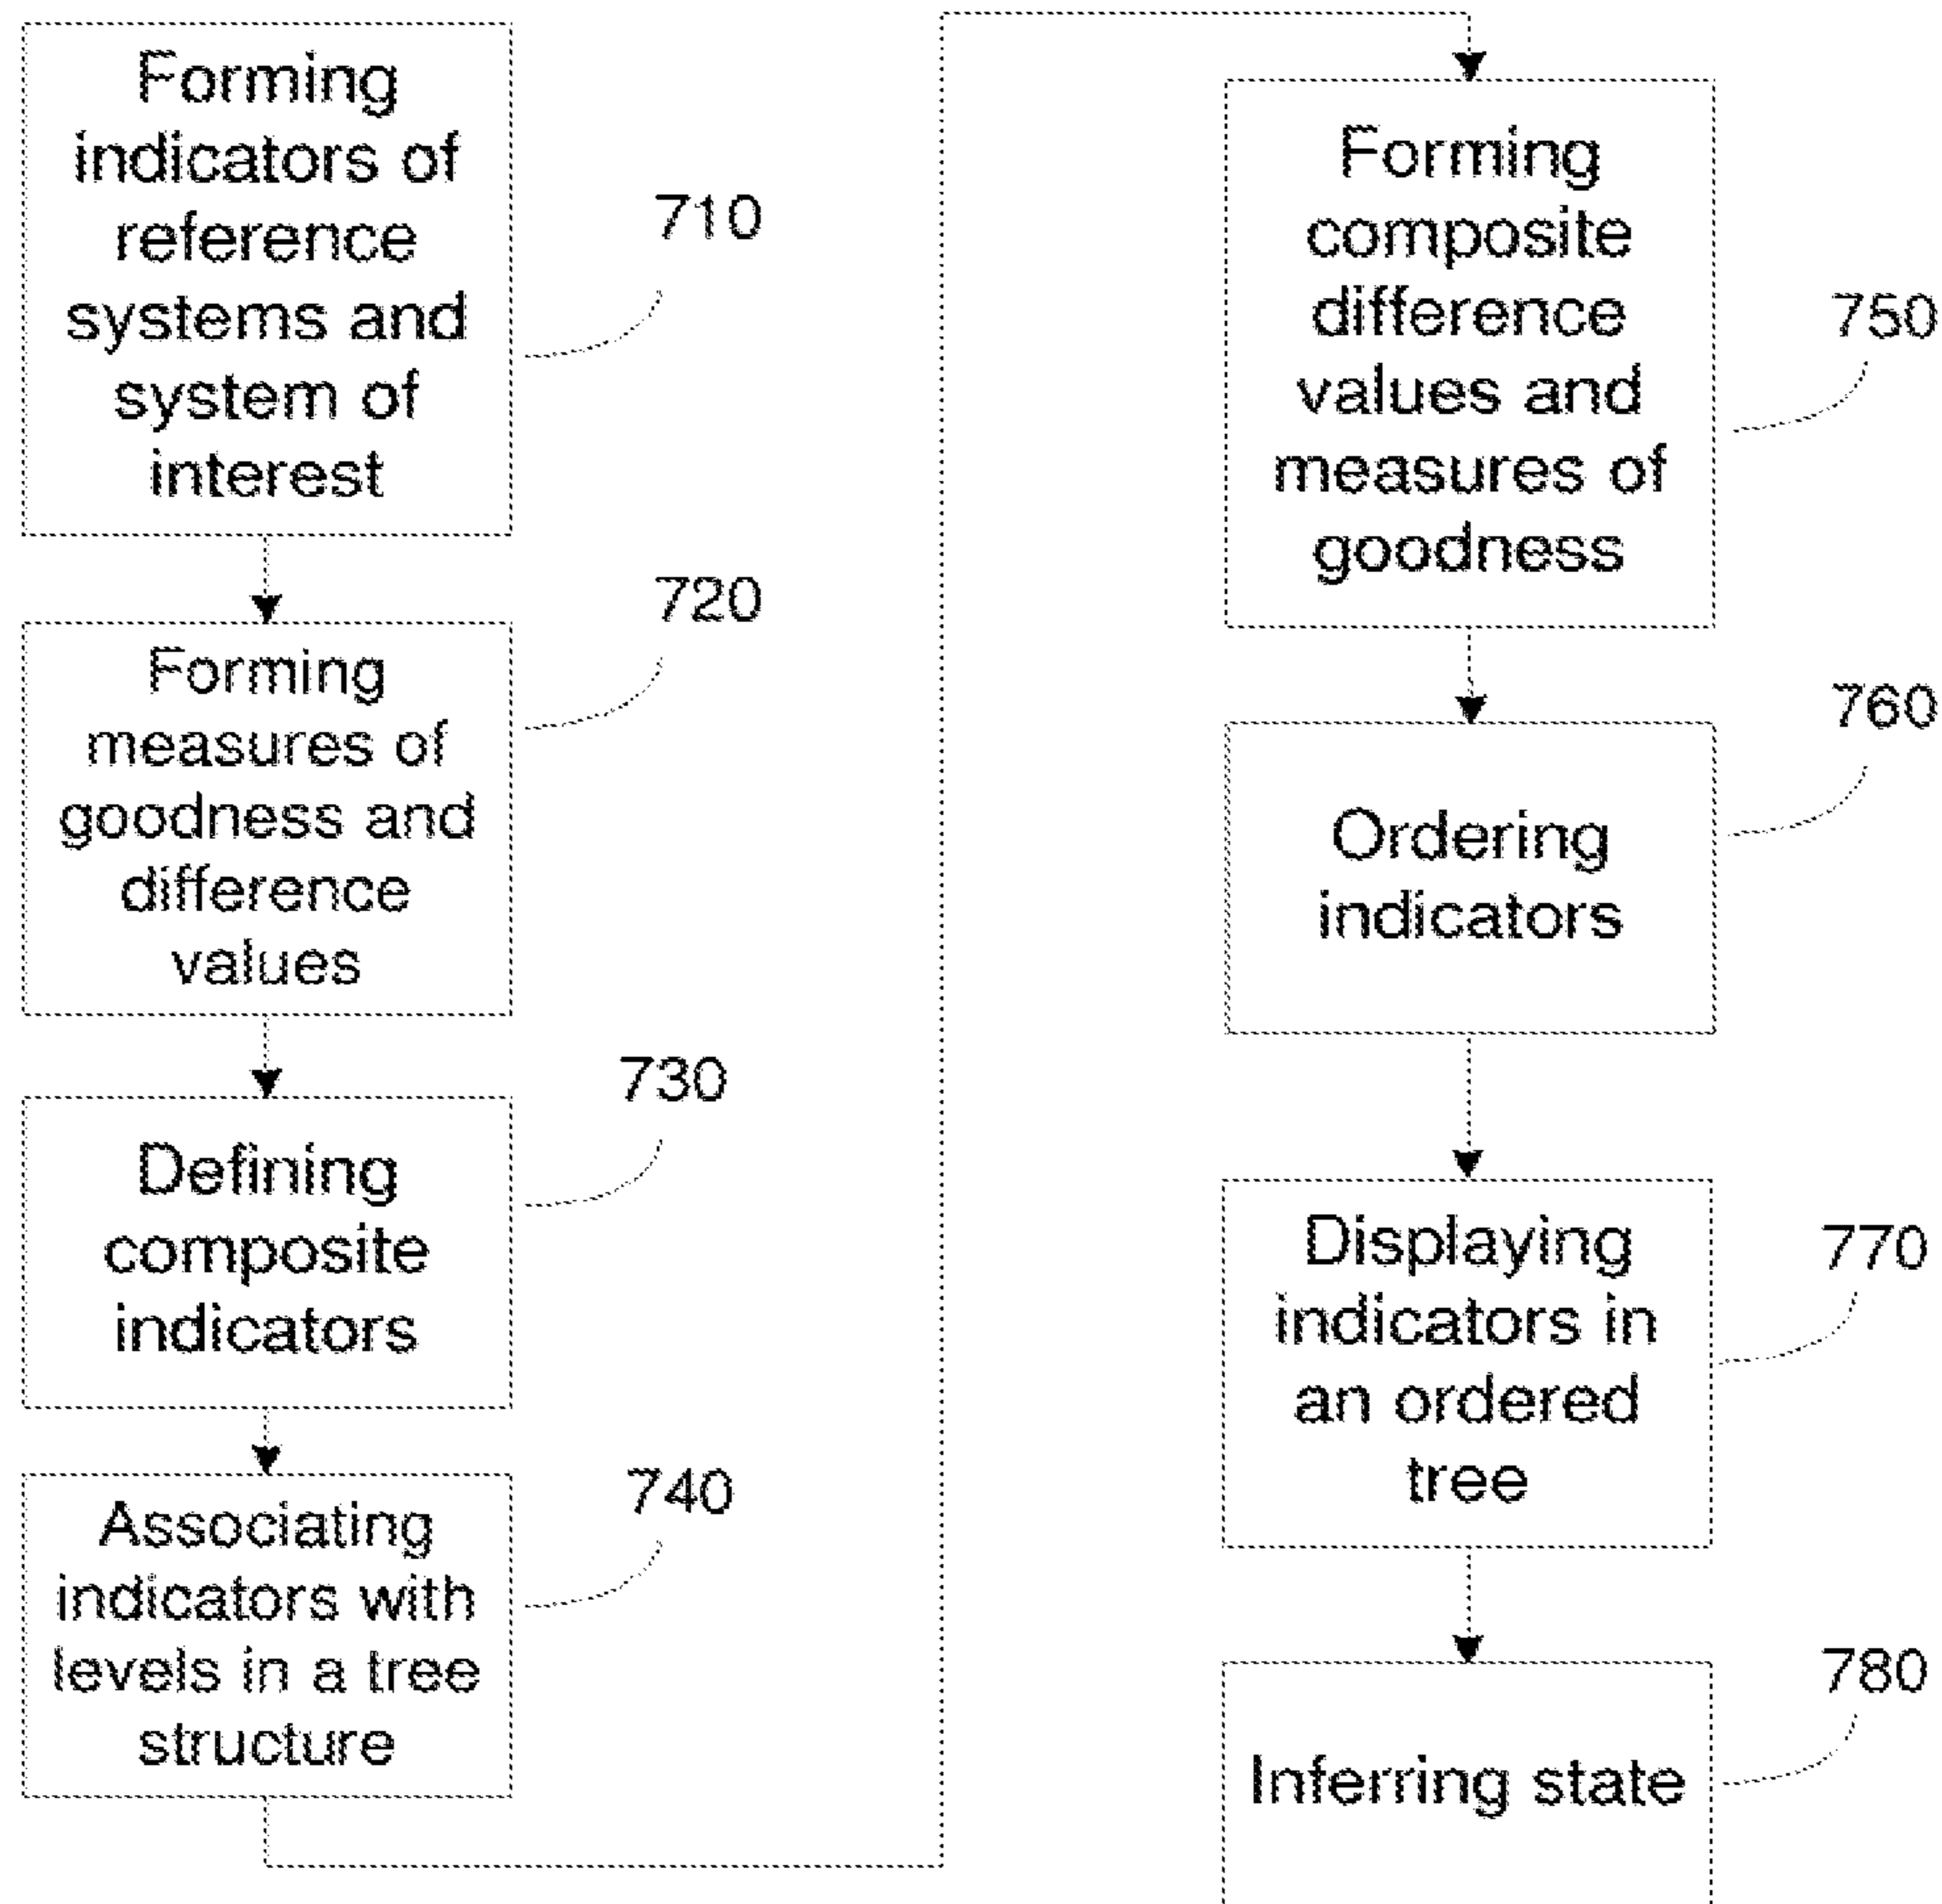 Forming
indicators of
reference
systems and
system of
interest
710
Forming
measures of
goodness and
difference
values
720
Defining
composite
indicators
730
Associating
indicators with
levels in a tree
structure
740
Forming
composite
difference
values and
measures of
goodness
750
Ordering
indicators
760
Displaying
indicators in
an ordered
tree
770
Inferring state
780